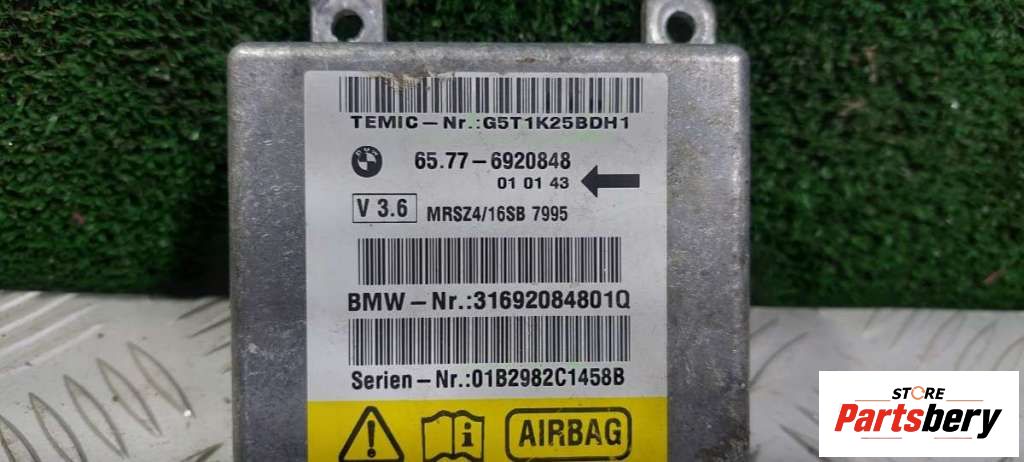 TEMIC-Nr.:G5T1K25BDH1
BMW
65.77-6920848
01 01 43
V 3.6
MRSZ4/16SB 7995
BMW-Nr.:31692084801Q
Serien-Nr.:01B2982C1458B
AIRBAG
STORE
Partsbery